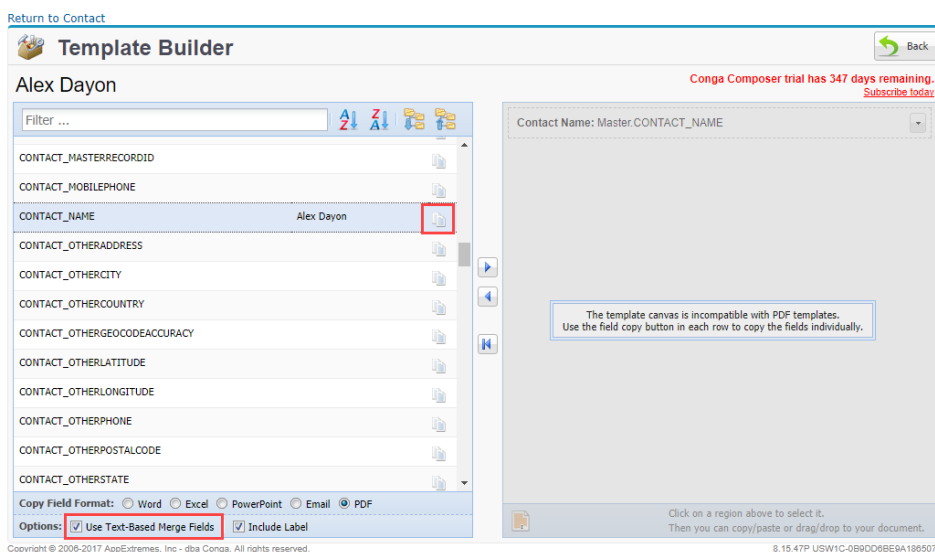 Return to Contact
Template Builder
Back
Alex Dayon
Conga Composer trial has 347 days remaining.
Subscribe today
Filter ...
Contact Name: Master.CONTACT_NAME
CONTACT_MASTERRECORDID
CONTACT_MOBILEPHONE
CONTACT_NAME Alex Dayon
CONTACT_OTHERADDRESS
CONTACT_OTHERCITY
CONTACT_OTHERCOUNTRY
CONTACT_OTHERGEOCODEACCURACY
CONTACT_OTHERLATITUDE
CONTACT_OTHERLONGITUDE
CONTACT_OTHERPHONE
CONTACT_OTHERPOSTALCODE
CONTACT_OTHERSTATE
The template canvas is incompatible with PDF templates.
Use the field copy button in each row to copy the fields individually.
Copy Field Format: Word Excel PowerPoint Email PDF
Options: Use Text-Based Merge Fields Include Label
Click on a region above to select it.
Then you can copy/paste or drag/drop to your document.
Copyright © 2006-2017 AppExtremes, Inc - dba Conga. All rights reserved.
8.15.47P USW1C-0B9DD6BE9A186507